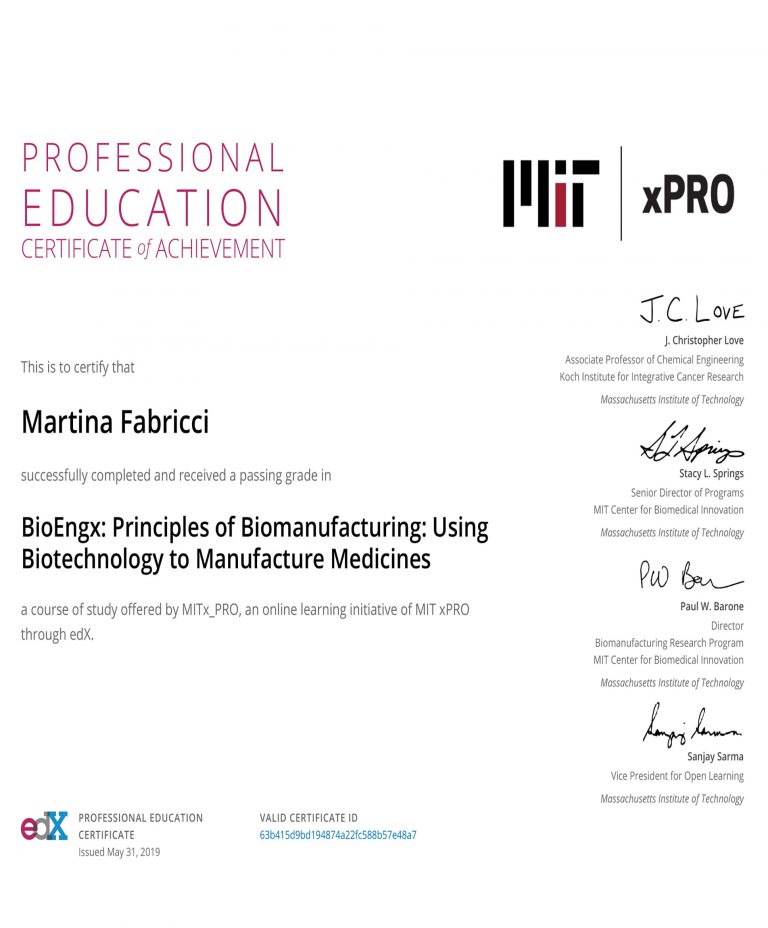 PROFESSIONAL
EDUCATION
CERTIFICATE of ACHIEVEMENT
MIT xPRO
This is to certify that
Martina Fabricci
successfully completed and received a passing grade in
BioEngx: Principles of Biomanufacturing: Using
Biotechnology to Manufacture Medicines
a course of study offered by MITx_PRO, an online learning initiative of MIT xPRO
through edX.
J. C. LOVE
J. Christopher Love
Associate Professor of Chemical Engineering
Koch Institute for Integrative Cancer Research
Massachusetts Institute of Technology
S L Springs
Stacy L. Springs
Senior Director of Programs
MIT Center for Biomedical Innovation
Massachusetts Institute of Technology
PW Bar
Paul W. Barone
Director
Biomanufacturing Research Program
MIT Center for Biomedical Innovation
Massachusetts Institute of Technology
Sanjay Sarma
Sanjay Sarma
Vice President for Open Learning
Massachusetts Institute of Technology
edX
PROFESSIONAL EDUCATION
CERTIFICATE
Issued May 31, 2019
VALID CERTIFICATE ID
63b415d9bd194874a22fc588b57e48a7